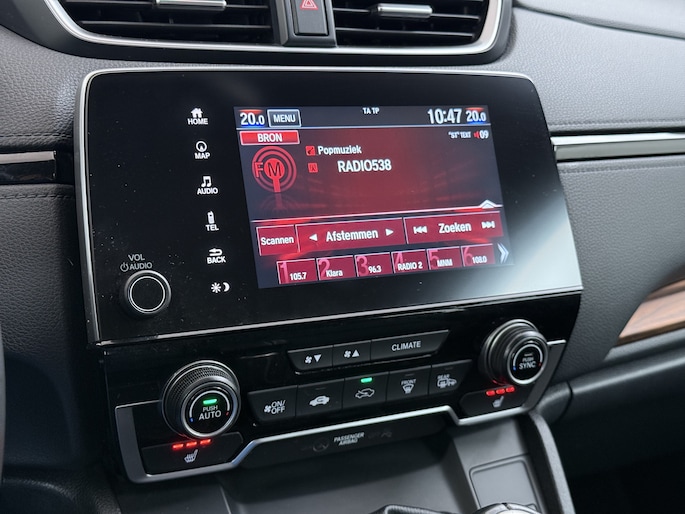 20.0 MENU TA TP 10:47 20.0
BRON "ST" TEXT 09
FM Popmuziek
RADIO538
Scannen Afstemmen Zoeken
1 105.7 2 Klara 3 96.3 4 RADIO 2 5 MNM 6 108.0
HOME
MAP
AUDIO
TEL
BACK
VOL
AUDIO
CLIMATE
PUSH
AUTO
ON/
OFF
FRONT
REAR
PUSH
SYNC
PASSENGER
AIRBAG